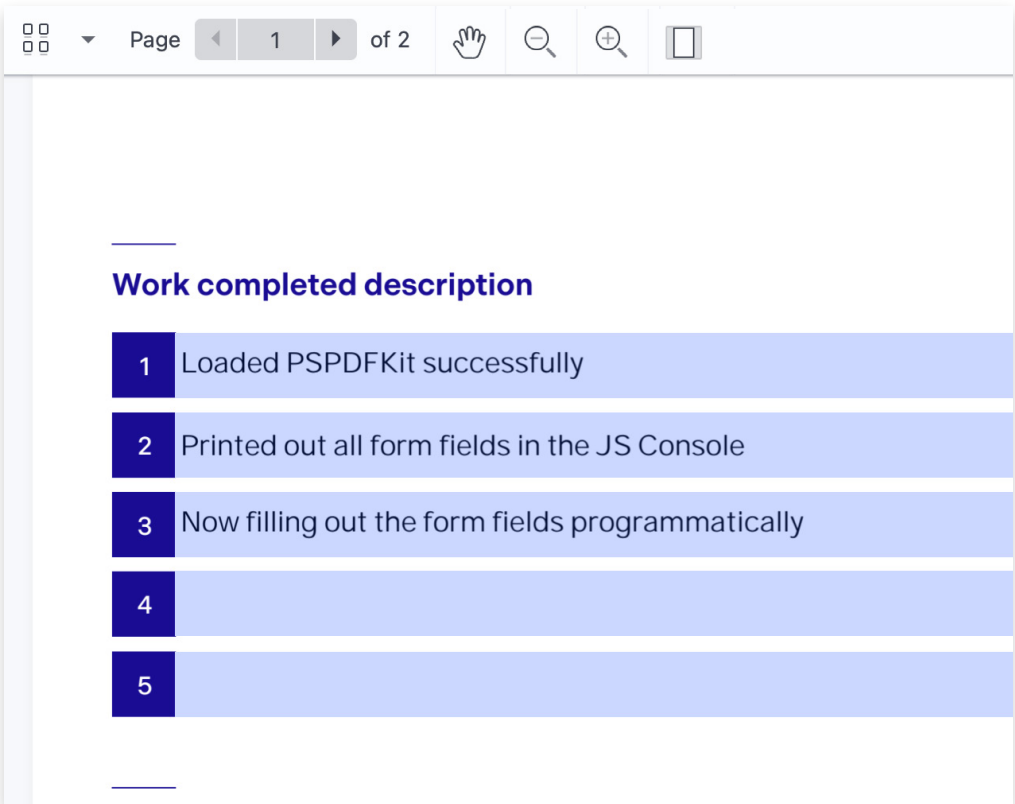 Page 1 of 2
Work completed description
1 Loaded PSPDFKit successfully
2 Printed out all form fields in the JS Console
3 Now filling out the form fields programmatically
4
5